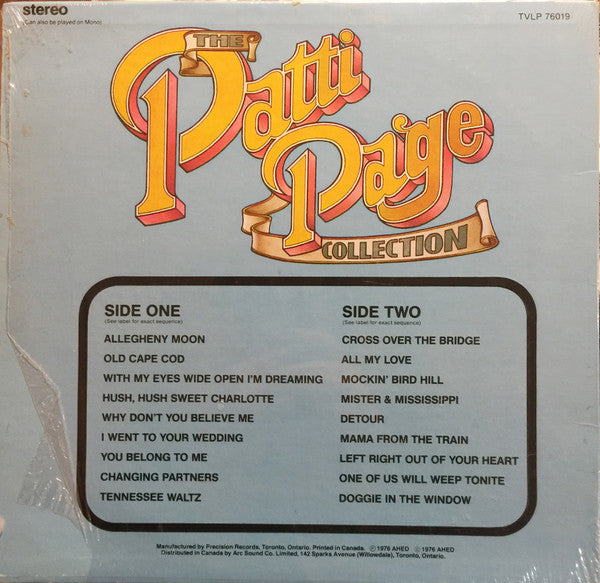 stereo
(Can also be played on Mono)
TVLP 76019
THE
Patti
Page
COLLECTION
SIDE ONE
(See label for exact sequence)
ALLEGHENY MOON
OLD CAPE COD
WITH MY EYES WIDE OPEN I'M DREAMING
HUSH, HUSH SWEET CHARLOTTE
WHY DON'T YOU BELIEVE ME
I WENT TO YOUR WEDDING
YOU BELONG TO ME
CHANGING PARTNERS
TENNESSEE WALTZ
SIDE TWO
(See label for exact sequence)
CROSS OVER THE BRIDGE
ALL MY LOVE
MOCKIN' BIRD HILL
MISTER & MISSISSIPPI
DETOUR
MAMA FROM THE TRAIN
LEFT RIGHT OUT OF YOUR HEART
ONE OF US WILL WEEP TONITE
DOGGIE IN THE WINDOW
Manufactured by Precision Records, Toronto, Ontario. Printed in Canada. ℗ 1976 AHED © 1976 AHED
Distributed in Canada by Arc Sound Co. Limited, 142 Sparks Avenue (Willowdale), Toronto, Ontario.